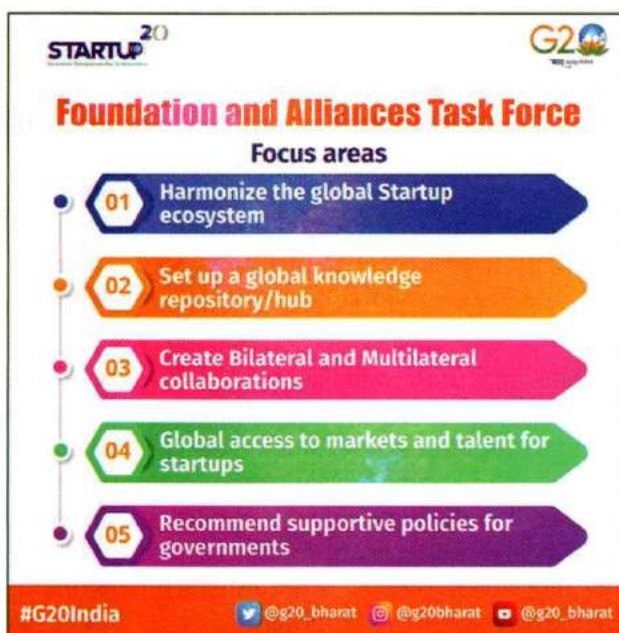 STARTUP20
G20
Foundation and Alliances Task Force
Focus areas
01
Harmonize the global Startup
ecosystem
02
Set up a global knowledge
repository/hub
03
Create Bilateral and Multilateral
collaborations
04
Global access to markets and talent for
startups
05
Recommend supportive policies for
governments
#G20India
@g20_bharat
@g20bharat
@g20_bharat